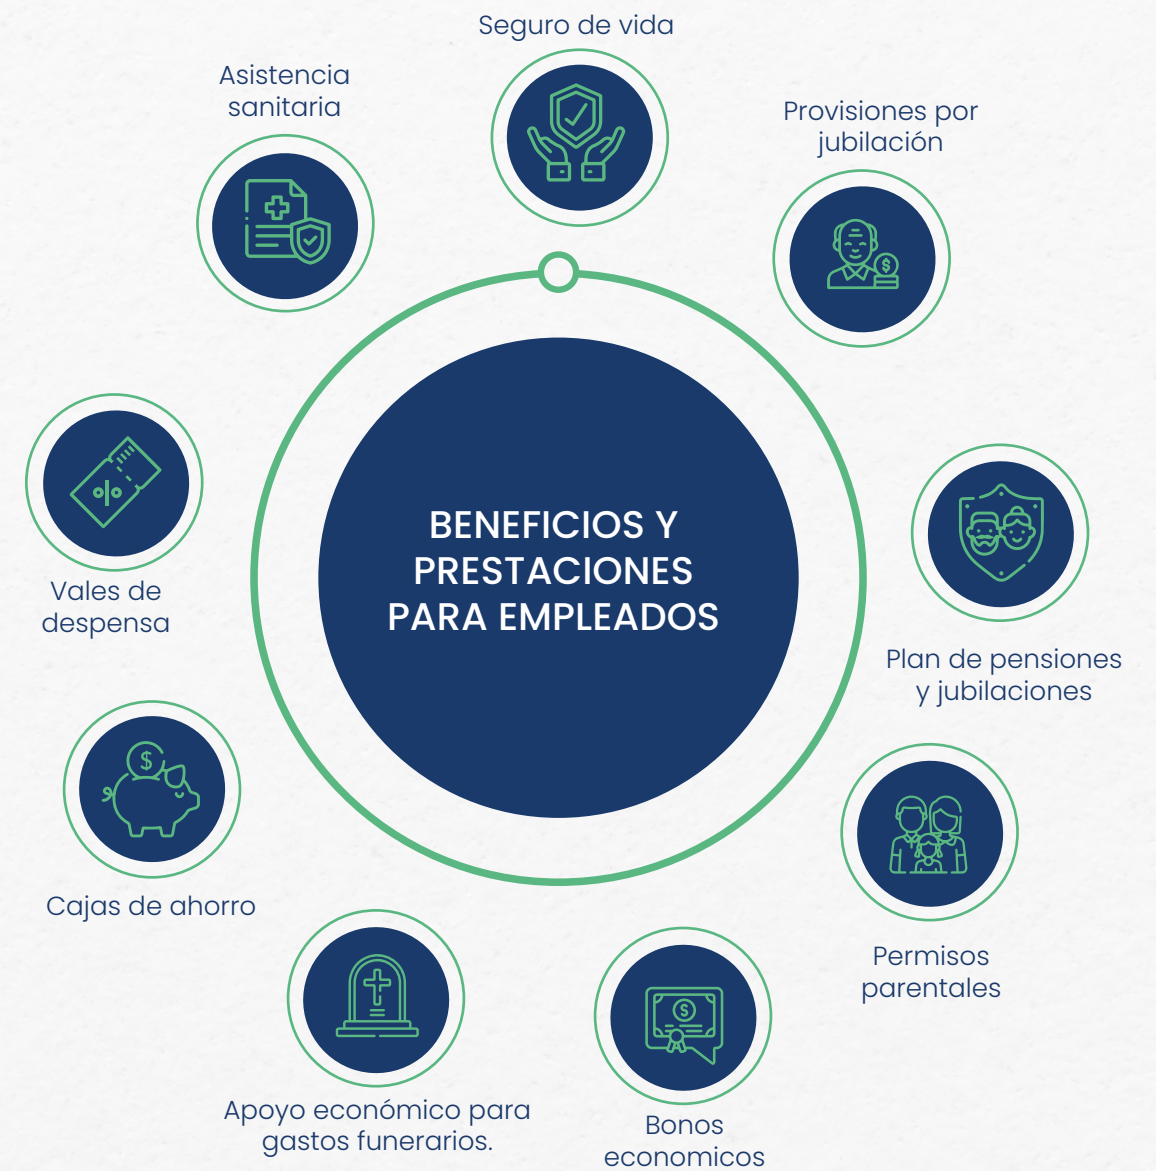 Seguro de vida
Asistencia
sanitaria
Provisiones por
jubilación
BENEFICIOS Y
PRESTACIONES
PARA EMPLEADOS
Vales de
despensa
Plan de pensiones
y jubilaciones
Cajas de ahorro
Permisos
parentales
Apoyo económico para
gastos funerarios.
Bonos
economicos